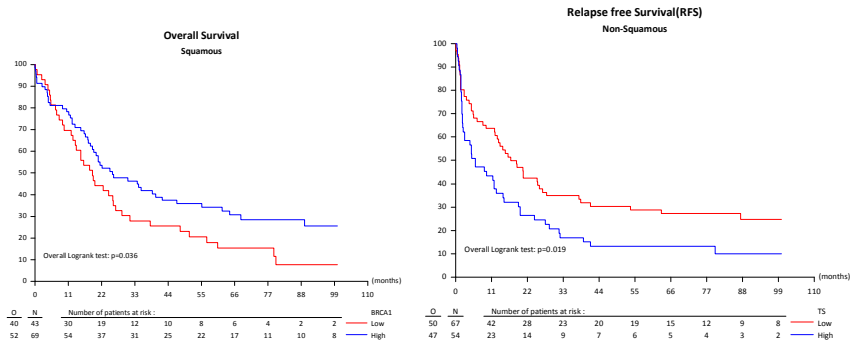 Overall Survival
Squamous
100
90
80
70
60
50
40
30
20
10
0
Overall Logrank test: p=0.036
(months)
0 11 22 33 44 55 66 77 88 99 110
O N Number of patients at risk : BRCA1
40 43 30 19 12 10 8 6 4 2 2 Low
52 69 54 37 31 25 22 17 11 10 8 High
Relapse free Survival(RFS)
Non-Squamous
100
90
80
70
60
50
40
30
20
10
0
Overall Logrank test: p=0.019
(months)
0 11 22 33 44 55 66 77 88 99 110
O N Number of patients at risk : TS
50 67 42 28 23 20 19 15 12 9 8 Low
47 54 23 14 9 7 6 5 4 3 2 High